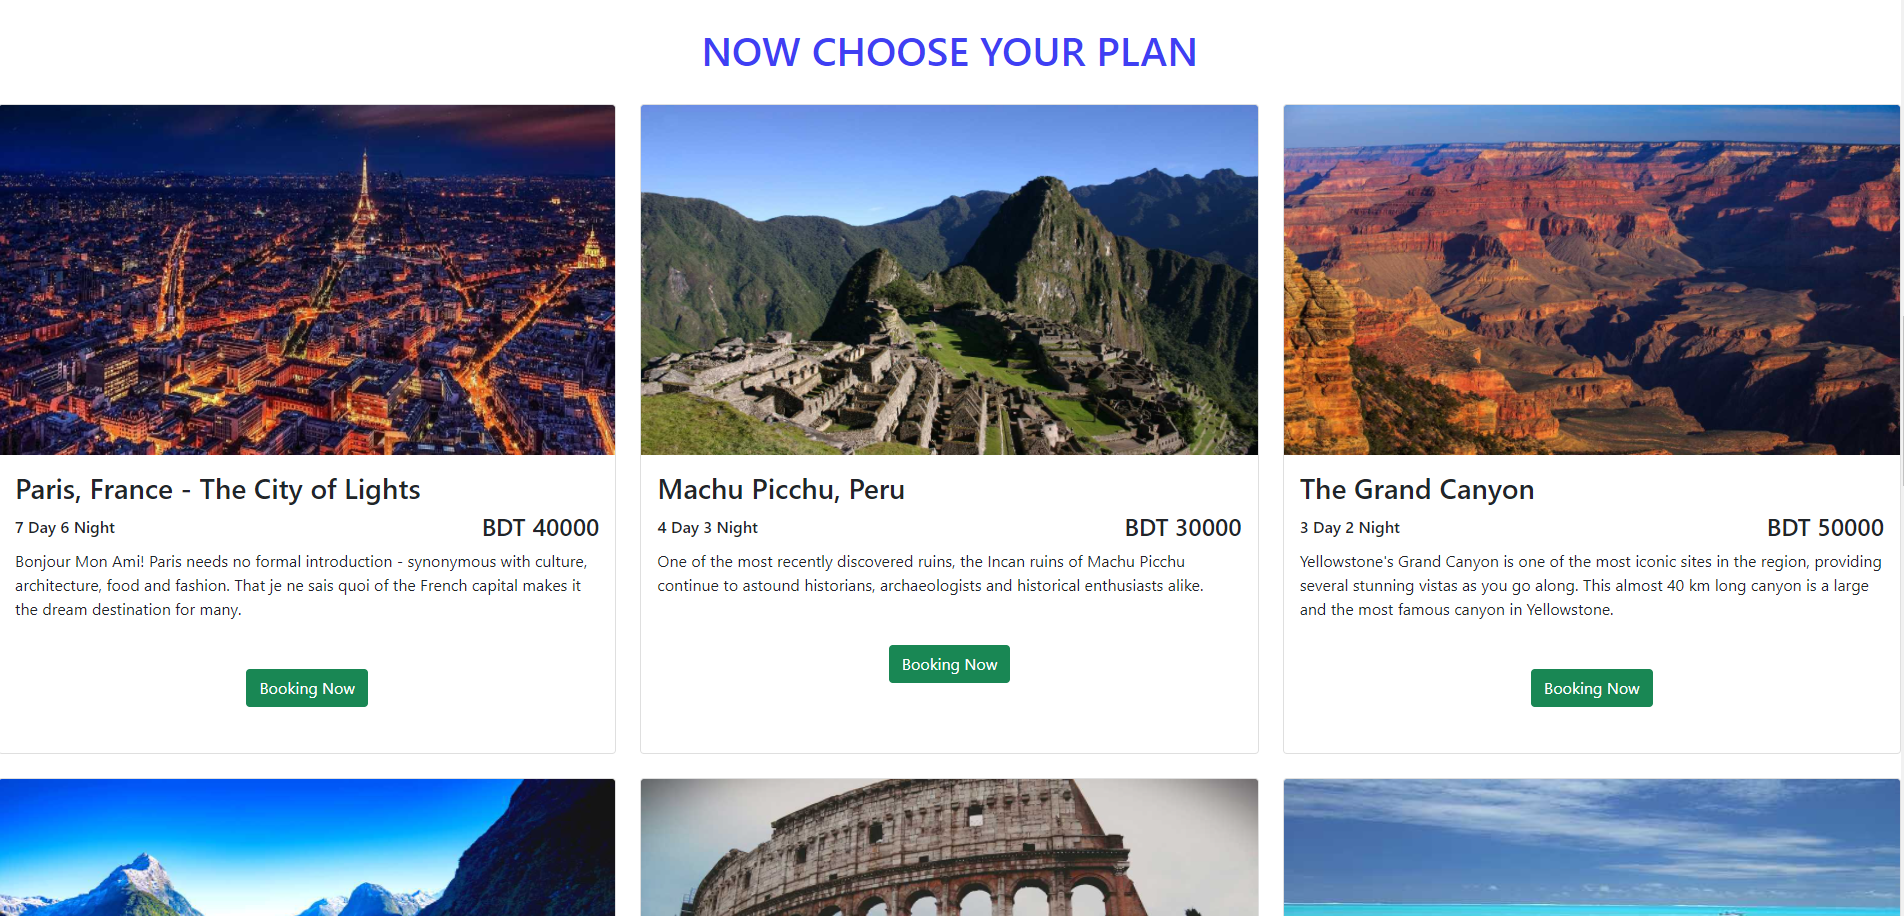 NOW CHOOSE YOUR PLAN
Paris, France - The City of Lights
7 Day 6 Night
BDT 40000
Bonjour Mon Ami! Paris needs no formal introduction - synonymous with culture,
architecture, food and fashion. That je ne sais quoi of the French capital makes it
the dream destination for many.
Booking Now
Machu Picchu, Peru
4 Day 3 Night
BDT 30000
One of the most recently discovered ruins, the Incan ruins of Machu Picchu
continue to astound historians, archaeologists and historical enthusiasts alike.
Booking Now
The Grand Canyon
3 Day 2 Night
BDT 50000
Yellowstone's Grand Canyon is one of the most iconic sites in the region, providing
several stunning vistas as you go along. This almost 40 km long canyon is a large
and the most famous canyon in Yellowstone.
Booking Now